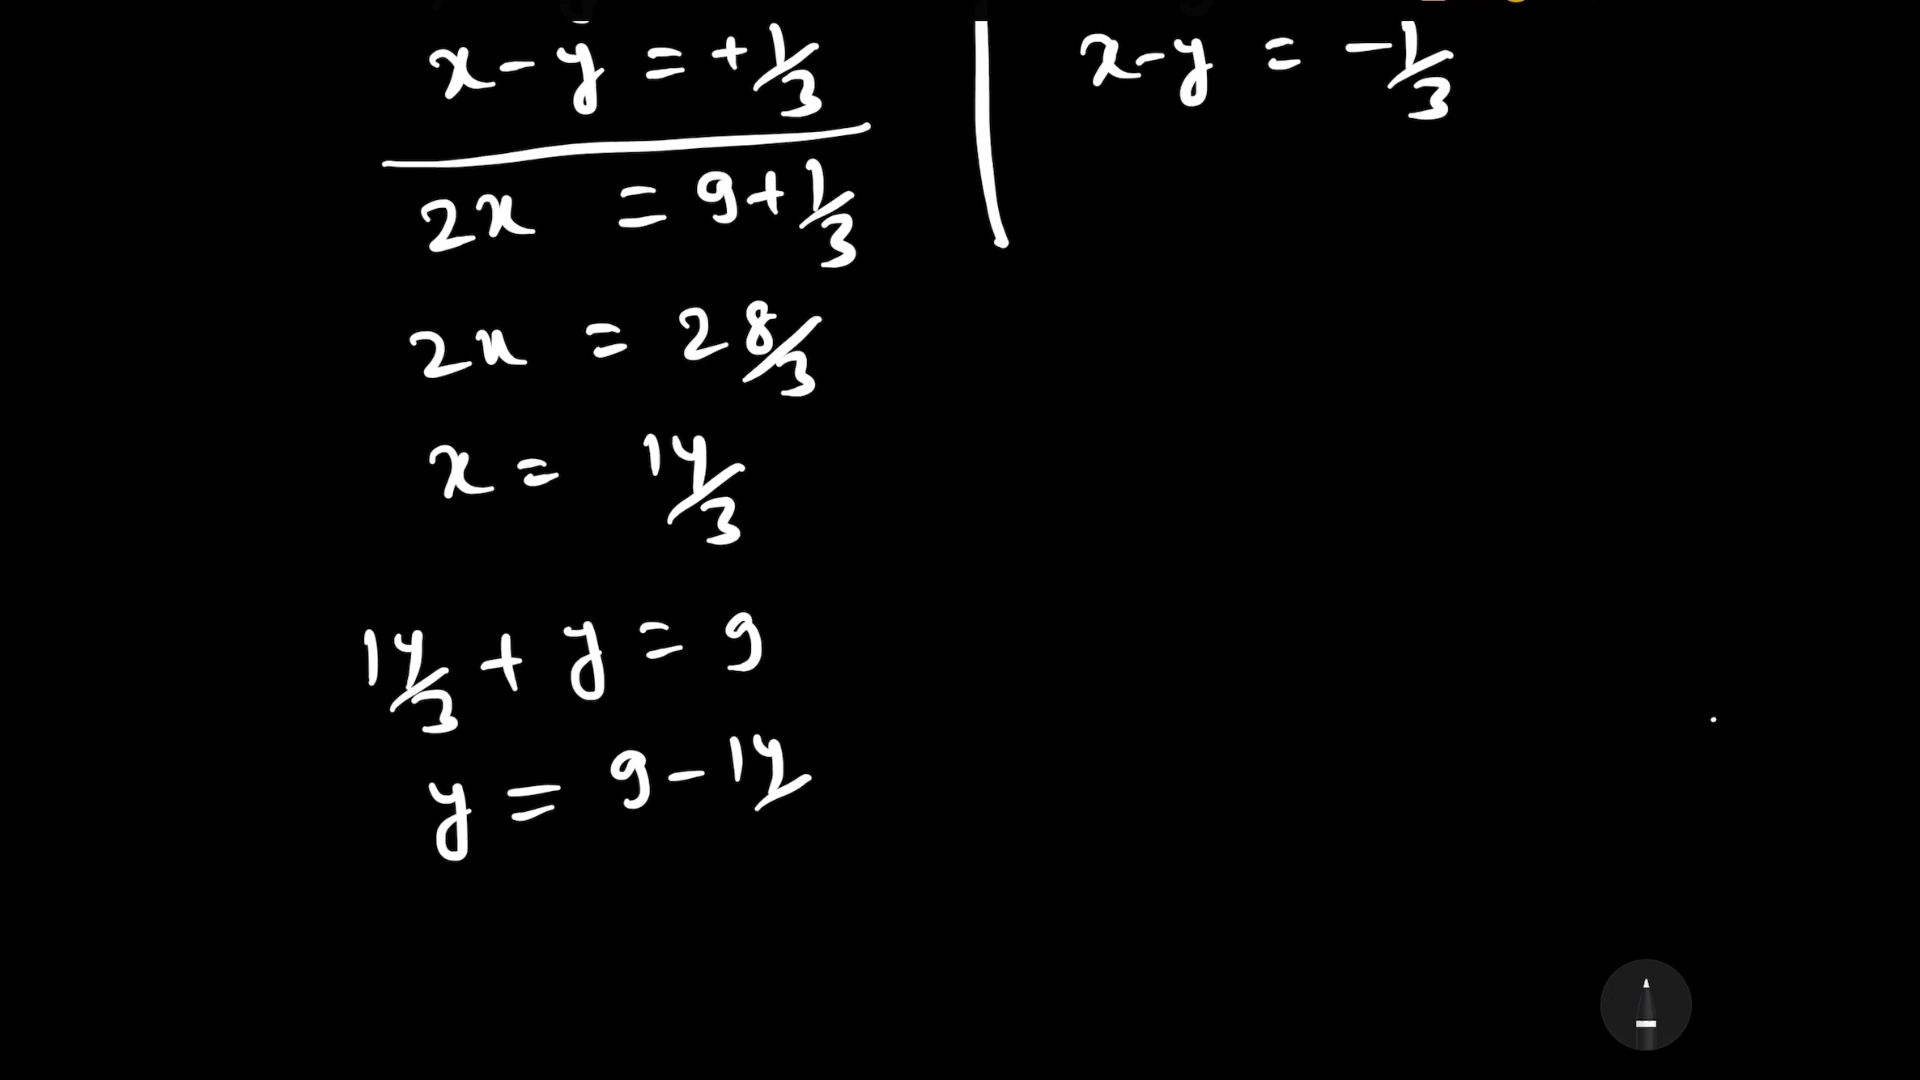 x - y = + 1/3
2x = 9 + 1/3
2x = 28/3
x = 14/3
14/3 + y = 9
y = 9 - 14/
x - y = - 1/3